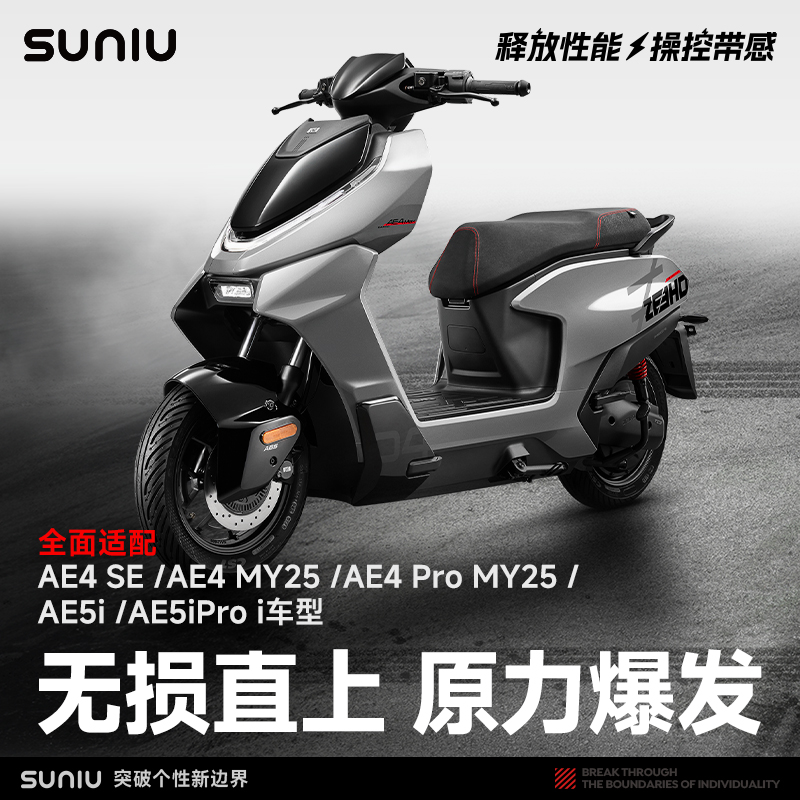 SUNIU
释放性能⚡操控带感
AE4
ZEEHO
ABS
全面适配
AE4 SE /AE4 MY25 /AE4 Pro MY25 /
AE5i /AE5iPro i车型
无损直上 原力爆发
SUNIU 突破个性新边界
BREAK THROUGH
THE BOUNDARIES OF INDIVIDUALITY